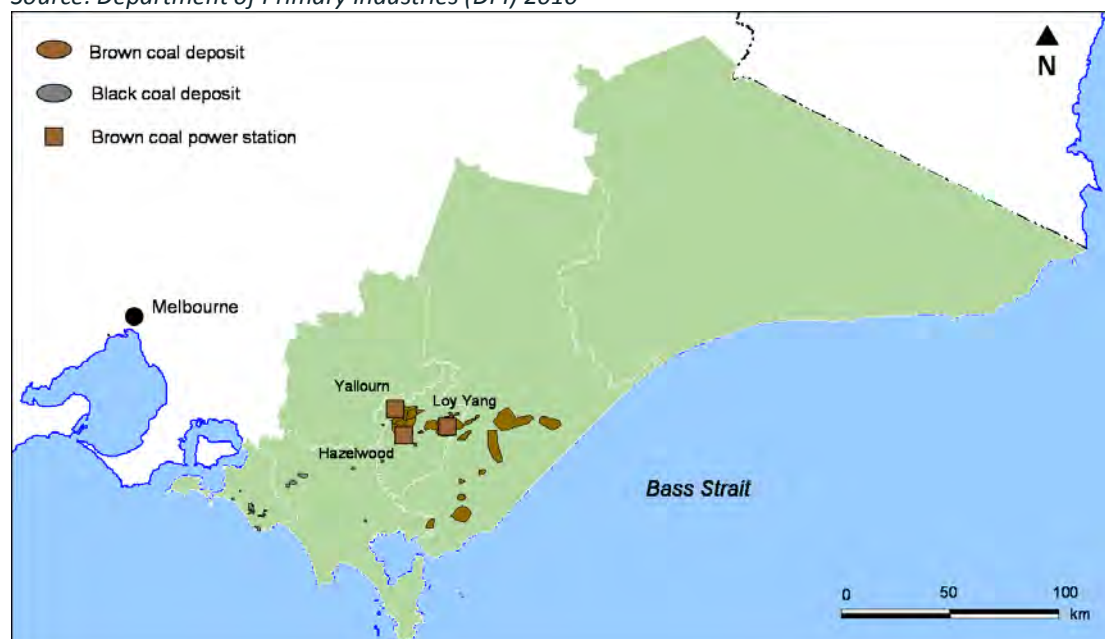 Source: Department of Primary Industries (DPI) 2010
Brown coal deposit
Black coal deposit
Brown coal power station
N
Melbourne
Yallourn
Loy Yang
Hazelwood
Bass Strait
0 50 100
km